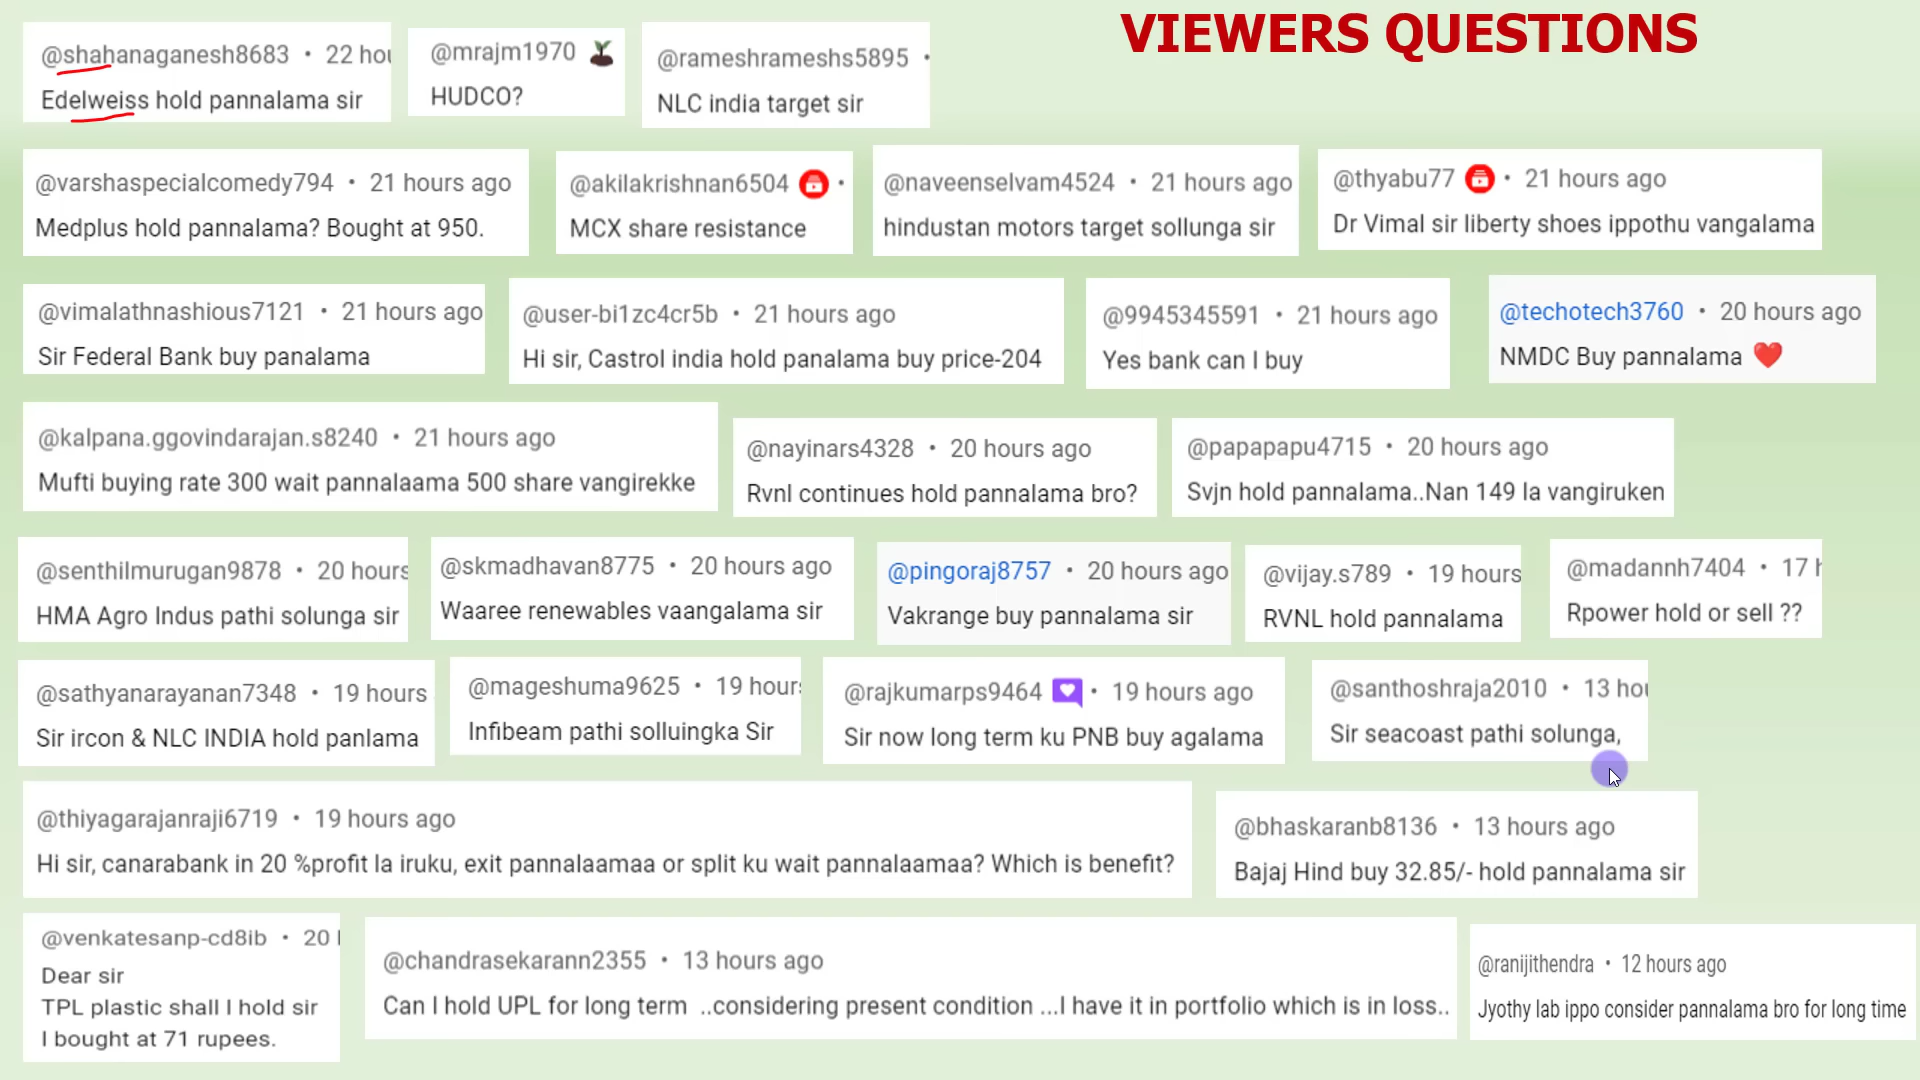 VIEWERS QUESTIONS
@shahanaganesh8683 • 22 hou
Edelweiss hold pannalama sir
@mrajm1970
HUDCO?
@rameshrameshs5895 •
NLC india target sir
@varshaspecialcomedy794 • 21 hours ago
Medplus hold pannalama? Bought at 950.
@akilakrishnan6504 •
MCX share resistance
@naveenselvam4524 • 21 hours ago
hindustan motors target sollunga sir
@thyabu77 • 21 hours ago
Dr Vimal sir liberty shoes ippothu vangalama
@vimalathnashious7121 • 21 hours ago
Sir Federal Bank buy panalama
@user-bi1zc4cr5b • 21 hours ago
Hi sir, Castrol india hold panalama buy price-204
@9945345591 • 21 hours ago
Yes bank can I buy
@techotech3760 • 20 hours ago
NMDC Buy pannalama ❤️
@kalpana.ggovindarajan.s8240 • 21 hours ago
Mufti buying rate 300 wait pannalaama 500 share vangirekke
@nayinars4328 • 20 hours ago
Rvnl continues hold pannalama bro?
@papapapu4715 • 20 hours ago
Svjn hold pannalama..Nan 149 la vangiruken
@senthilmurugan9878 • 20 hours
HMA Agro Indus pathi solunga sir
@skmadhavan8775 • 20 hours ago
Waaree renewables vaangalama sir
@pingoraj8757 • 20 hours ago
Vakrange buy pannalama sir
@vijay.s789 • 19 hours
RVNL hold pannalama
@madannh7404 • 17 h
Rpower hold or sell ??
@sathyanarayanan7348 • 19 hours
Sir ircon & NLC INDIA hold panlama
@mageshuma9625 • 19 hour
Infibeam pathi solluingka Sir
@rajkumarps9464 • 19 hours ago
Sir now long term ku PNB buy agalama
@santhoshraja2010 • 13 hou
Sir seacoast pathi solunga,
@thiyagarajanraji6719 • 19 hours ago
Hi sir, canarabank in 20 %profit la iruku, exit pannalaamaa or split ku wait pannalaamaa? Which is benefit?
@bhaskaranb8136 • 13 hours ago
Bajaj Hind buy 32.85/- hold pannalama sir
@venkatesanp-cd8ib • 20
Dear sir
TPL plastic shall I hold sir
I bought at 71 rupees.
@chandrasekarann2355 • 13 hours ago
Can I hold UPL for long term ..considering present condition ...I have it in portfolio which is in loss..
@ranijithendra • 12 hours ago
Jyothy lab ippo consider pannalama bro for long time